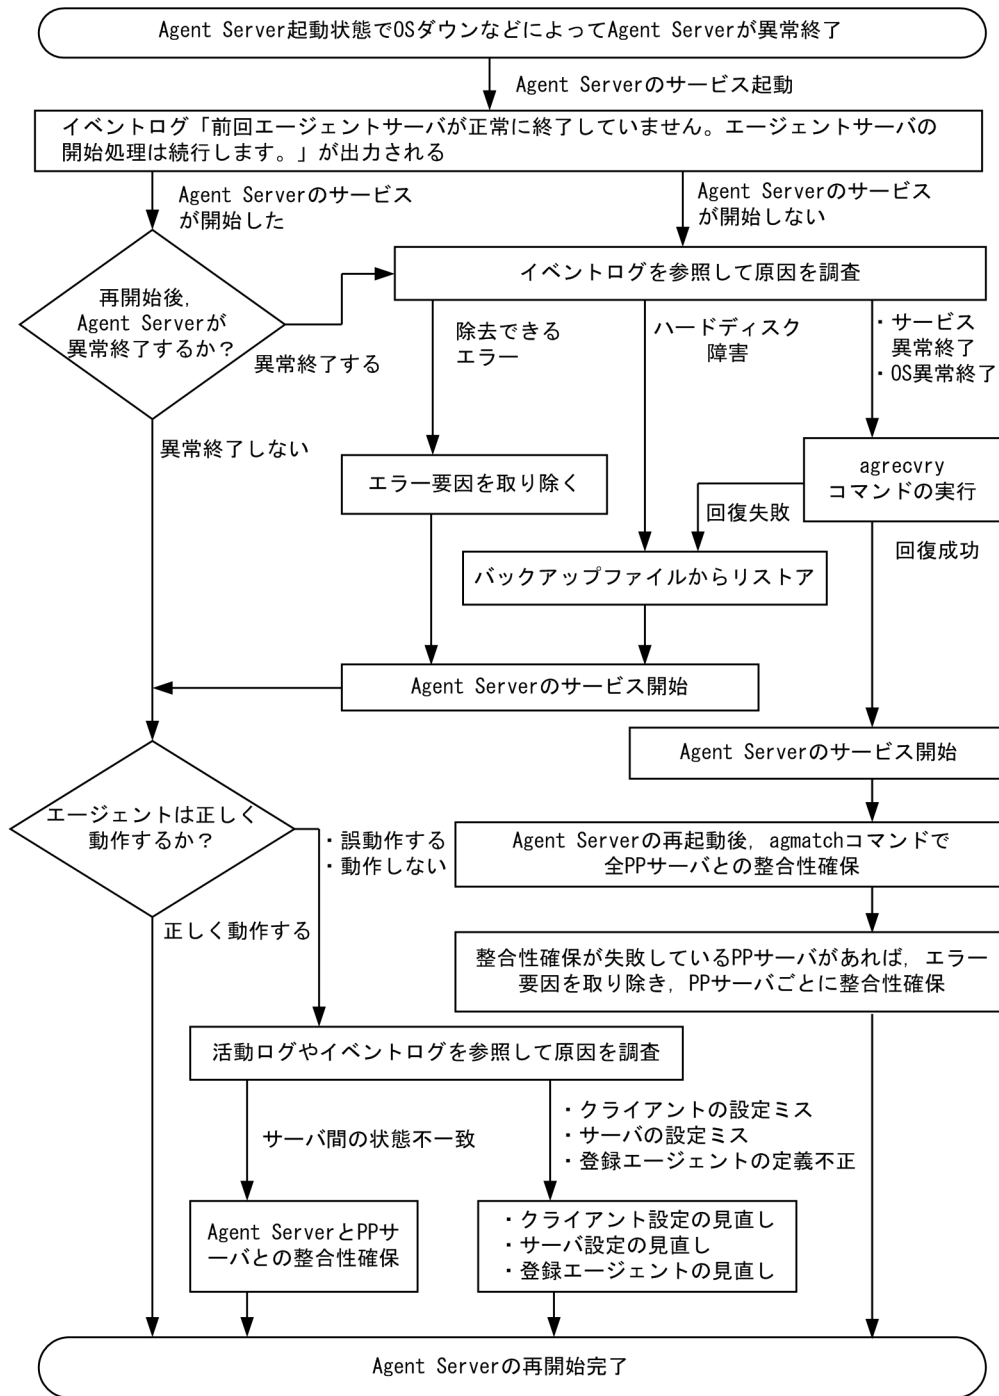 Agent Server起動状態でOSダウンなどによってAgent Serverが異常終了
Agent Serverのサービス起動
イベントログ「前回エージェントサーバが正常に終了していません。エージェントサーバの
開始処理は続行します。」が出力される
Agent Serverのサービス
が開始した
Agent Serverのサービス
が開始しない
イベントログを参照して原因を調査
再開始後,
Agent Serverが
異常終了するか？
異常終了する
除去できる
エラー
ハードディスク
障害
・サービス
異常終了
・OS異常終了
異常終了しない
エラー要因を取り除く
agrecvry
コマンドの実行
回復失敗
回復成功
バックアップファイルからリストア
Agent Serverのサービス開始
Agent Serverのサービス開始
エージェントは正しく
動作するか？
・誤動作する
・動作しない
Agent Serverの再起動後, agmatchコマンドで
全PPサーバとの整合性確保
正しく動作する
整合性確保が失敗しているPPサーバがあれば, エラー
要因を取り除き, PPサーバごとに整合性確保
活動ログやイベントログを参照して原因を調査
サーバ間の状態不一致
・クライアントの設定ミス
・サーバの設定ミス
・登録エージェントの定義不正
Agent ServerとPPサ
ーバとの整合性確保
・クライアント設定の見直し
・サーバ設定の見直し
・登録エージェントの見直し
Agent Serverの再開始完了